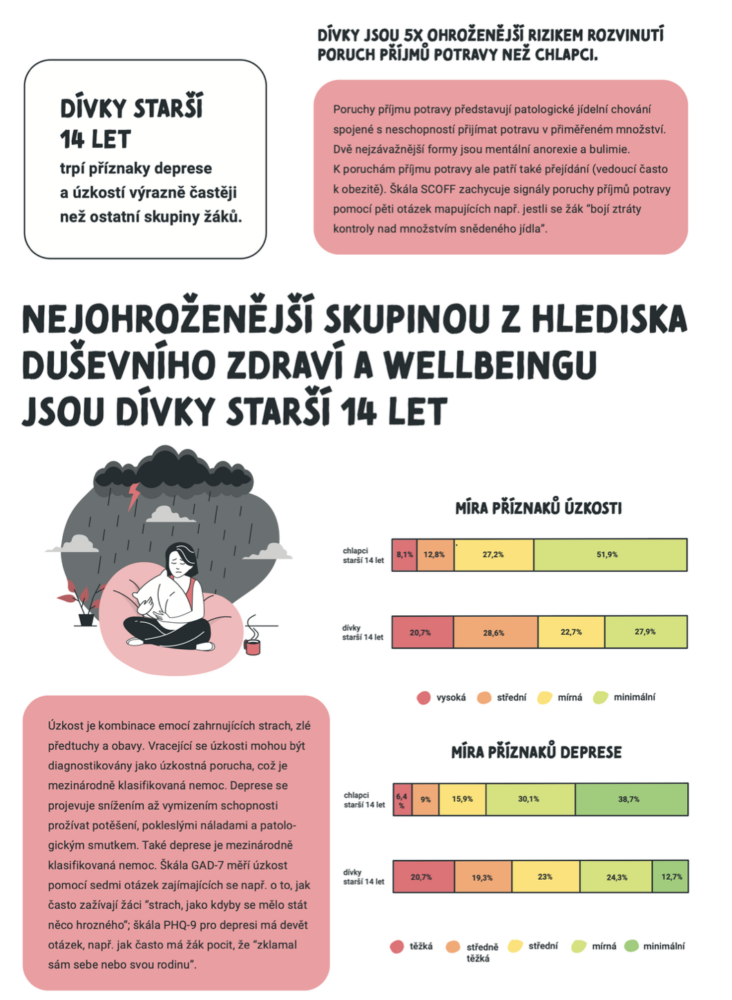 DÍVKY JSOU 5X OHROŽENĚJŠÍ RIZIKEM ROZVINUTÍ
PORUCH PŘÍJMŮ POTRAVY NEŽ CHLAPCI.
DÍVKY STARŠÍ
14 LET
trpí příznaky deprese
a úzkostí výrazně častěji
než ostatní skupiny žáků.
Poruchy příjmu potravy představují patologické jídelní chování
spojené s neschopností přijímat potravu v přiměřeném množství.
Dvě nejzávažnější formy jsou mentální anorexie a bulimie.
K poruchám příjmu potravy ale patří také přejídání (vedoucí často
k obezitě). Škála SCOFF zachycuje signály poruchy příjmů potravy
pomocí pěti otázek mapujících např. jestli se žák “bojí ztráty
kontroly nad množstvím snědeného jídla”.
NEJOHROŽENĚJŠÍ SKUPINOU Z HLEDISKA
DUŠEVNÍHO ZDRAVÍ A WELLBEINGU
JSOU DÍVKY STARŠÍ 14 LET
MÍRA PŘÍZNAKŮ ÚZKOSTI
chlapci
starší 14 let
8,1% 12,8% 27,2% 51,9%
dívky
starší 14 let
20,7% 28,6% 22,7% 27,9%
vysoká střední mírná minimální
Úzkost je kombinace emocí zahrnujících strach, zlé
předtuchy a obavy. Vracející se úzkosti mohou být
diagnostikovány jako úzkostná porucha, což je
mezinárodně klasifikovaná nemoc. Deprese se
projevuje snížením až vymizením schopnosti
prožívat potěšení, pokleslými náladami a patolo-
gickým smutkem. Také deprese je mezinárodně
klasifikovaná nemoc. Škála GAD-7 měří úzkost
pomocí sedmi otázek zajímajících se např. o to, jak
často zažívají žáci “strach, jako kdyby se mělo stát
něco hrozného”; škála PHQ-9 pro depresi má devět
otázek, např. jak často má žák pocit, že “zklamal
sám sebe nebo svou rodinu”.
MÍRA PŘÍZNAKŮ DEPRESE
chlapci
starší 14 let
6,4
% 9% 15,9% 30,1% 38,7%
dívky
starší 14 let
20,7% 19,3% 23% 24,3% 12,7%
těžká středně
těžká střední mírná minimální